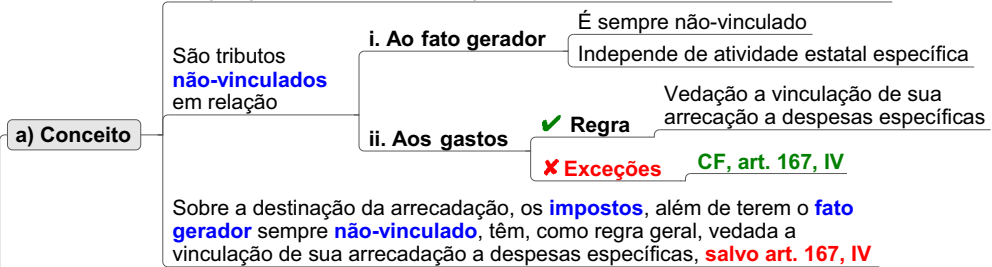 a) Conceito
São tributos
não-vinculados
em relação
i. Ao fato gerador
É sempre não-vinculado
Independe de atividade estatal específica
ii. Aos gastos
✔ Regra
Vedação a vinculação de sua
arrecação a despesas específicas
✘ Exceções
CF, art. 167, IV
Sobre a destinação da arrecadação, os impostos, além de terem o fato
gerador sempre não-vinculado, têm, como regra geral, vedada a
vinculação de sua arrecadação a despesas específicas, salvo art. 167, IV